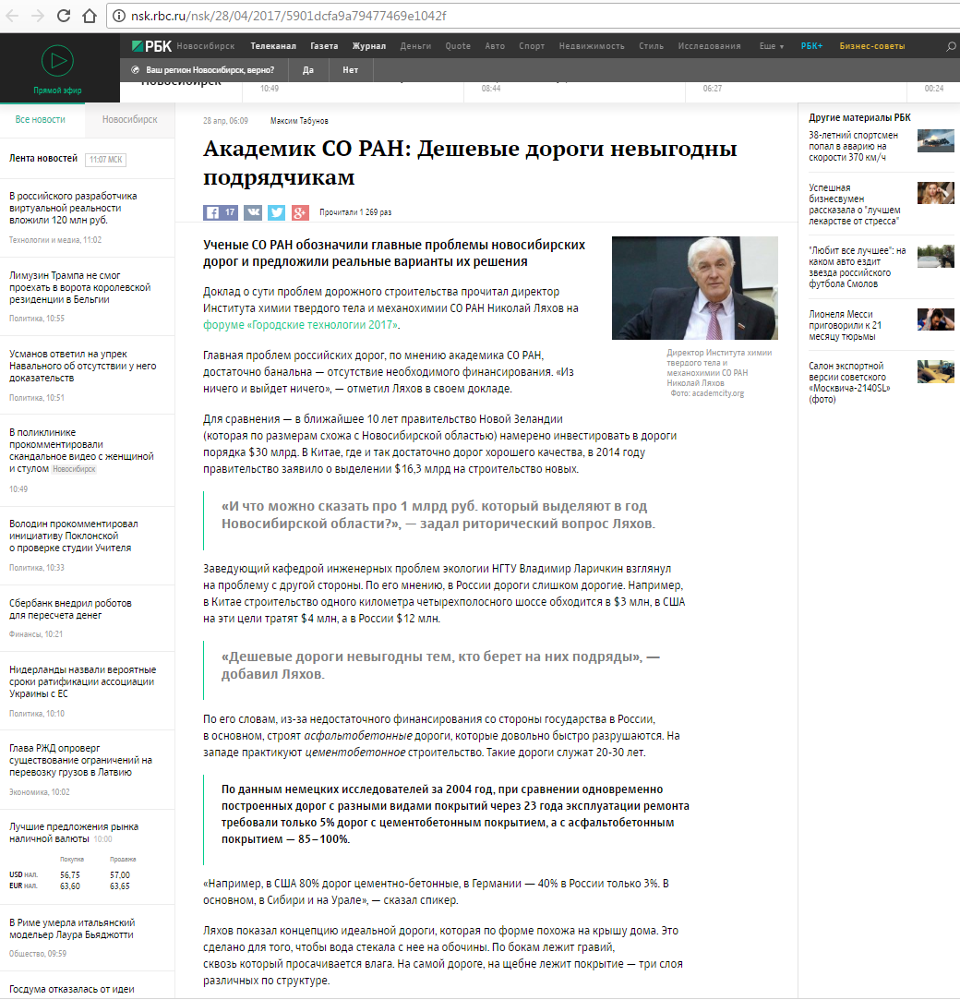 nsk.rbc.ru/nsk/28/04/2017/5901dcfa9a79477469e1042f
Прямой эфир
РБК Новосибирск Телеканал Газета Журнал Деньги Quote Авто Спорт Недвижимость Стиль Исследования Еще РБК+ Бизнес-советы
Ваш регион Новосибирск, верно? Да Нет
Новосибирск
10:49 08:44 06:27 00:24
Все новости Новосибирск
Лента новостей 11:07 МСК
В российского разработчика
виртуальной реальности
вложили 120 млн руб.
Технологии и медиа, 11:02
Лимузин Трампа не смог
проехать в ворота королевской
резиденции в Бельгии
Политика, 10:55
Усманов ответил на упрек
Навального об отсутствии у него
доказательств
Политика, 10:51
В поликлинике
прокомментировали
скандальное видео с женщиной
и стулом Новосибирск
10:49
Володин прокомментировал
инициативу Поклонской
о проверке студии Учителя
Политика, 10:33
Сбербанк внедрил роботов
для пересчета денег
Финансы, 10:21
Нидерланды назвали вероятные
сроки ратификации ассоциации
Украины с ЕС
Политика, 10:10
Глава РЖД опроверг
существование ограничений на
перевозку грузов в Латвию
Экономика, 10:02
Лучшие предложения рынка
наличной валюты 10:00
Покупка Продажа
USD НАЛ. 56,75 57,00
EUR НАЛ. 63,60 63,65
В Риме умерла итальянский
модельер Лаура Бьяджотти
Общество, 09:59
Госдума отказалась от идеи
28 апр, 06:09 Максим Табунов
Академик СО РАН: Дешевые дороги невыгодны
подрядчикам
17 Прочитали 1 269 раз
Ученые СО РАН обозначили главные проблемы новосибирских
дорог и предложили реальные варианты их решения
Доклад о сути проблем дорожного строительства прочитал директор
Института химии твердого тела и механохимии СО РАН Николай Ляхов на
форуме «Городские технологии 2017».
Директор Института химии
твердого тела и
механохимии СО РАН
Николай Ляхов
Фото: academcity.org
Главная проблем российских дорог, по мнению академика СО РАН,
достаточно банальна — отсутствие необходимого финансирования. «Из
ничего и выйдет ничего», — отметил Ляхов в своем докладе.
Для сравнения — в ближайшее 10 лет правительство Новой Зеландии
(которая по размерам схожа с Новосибирской областью) намерено инвестировать в дороги
порядка $30 млрд. В Китае, где и так достаточно дорог хорошего качества, в 2014 году
правительство заявило о выделении $16,3 млрд на строительство новых.
«И что можно сказать про 1 млрд руб. который выделяют в год
Новосибирской области?», — задал риторический вопрос Ляхов.
Заведующий кафедрой инженерных проблем экологии НГТУ Владимир Ларичкин взглянул
на проблему с другой стороны. По его мнению, в России дороги слишком дорогие. Например,
в Китае строительство одного километра четырехполосного шоссе обходится в $3 млн, в США
на эти цели тратят $4 млн, а в России $12 млн.
«Дешевые дороги невыгодны тем, кто берет на них подряды», —
добавил Ляхов.
По его словам, из-за недостаточного финансирования со стороны государства в России,
в основном, строят асфальтобетонные дороги, которые довольно быстро разрушаются. На
западе практикуют цементобетонное строительство. Такие дороги служат 20-30 лет.
По данным немецких исследователей за 2004 год, при сравнении одновременно
построенных дорог с разными видами покрытий через 23 года эксплуатации ремонта
требовали только 5% дорог с цементобетонным покрытием, а с асфальтобетонным
покрытием — 85–100%.
«Например, в США 80% дорог цементно-бетонные, в Германии — 40% в России только 3%. В
основном, в Сибири и на Урале», — сказал спикер.
Ляхов показал концепцию идеальной дороги, которая по форме похожа на крышу дома. Это
сделано для того, чтобы вода стекала с нее на обочины. По бокам лежит гравий,
сквозь который просачивается влага. На самой дороге, на щебне лежит покрытие — три слоя
различных по структуре.
Другие материалы РБК
38-летний спортсмен
попал в аварию на
скорости 370 км/ч
Успешная
бизнесвумен
рассказала о "лучшем
лекарстве от стресса"
"Любит все лучшее": на
каком авто ездит
звезда российского
футбола Смолов
Лионеля Месси
приговорили к 21
месяцу тюрьмы
Салон экспортной
версии советского
«Москвича-2140SL»
(фото)